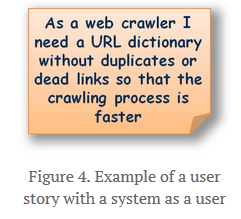 As a web crawler I
need a URL dictionary
without duplicates or
dead links so that the
crawling process is
faster
Figure 4. Example of a user
story with a system as a user